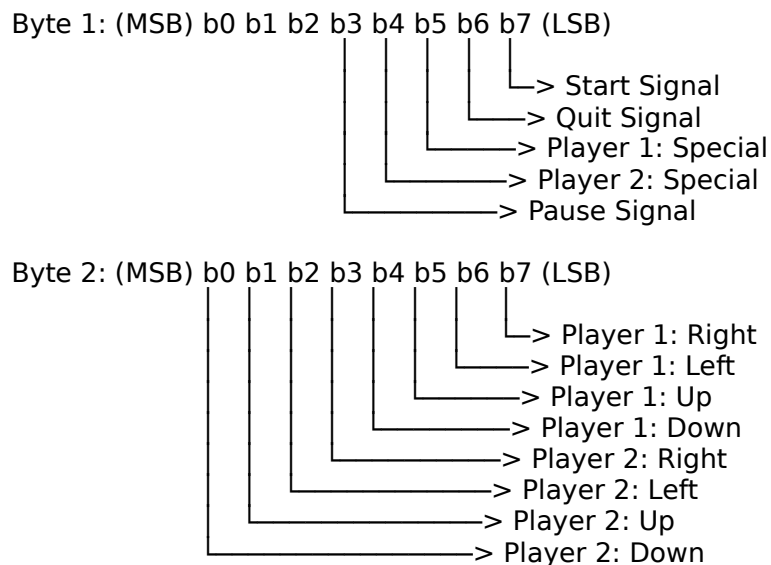 Byte 1: (MSB) b0 b1 b2 b3 b4 b5 b6 b7 (LSB)
> Start Signal
> Quit Signal
> Player 1: Special
> Player 2: Special
> Pause Signal
Byte 2: (MSB) b0 b1 b2 b3 b4 b5 b6 b7 (LSB)
> Player 1: Right
> Player 1: Left
> Player 1: Up
> Player 1: Down
> Player 2: Right
> Player 2: Left
> Player 2: Up
> Player 2: Down